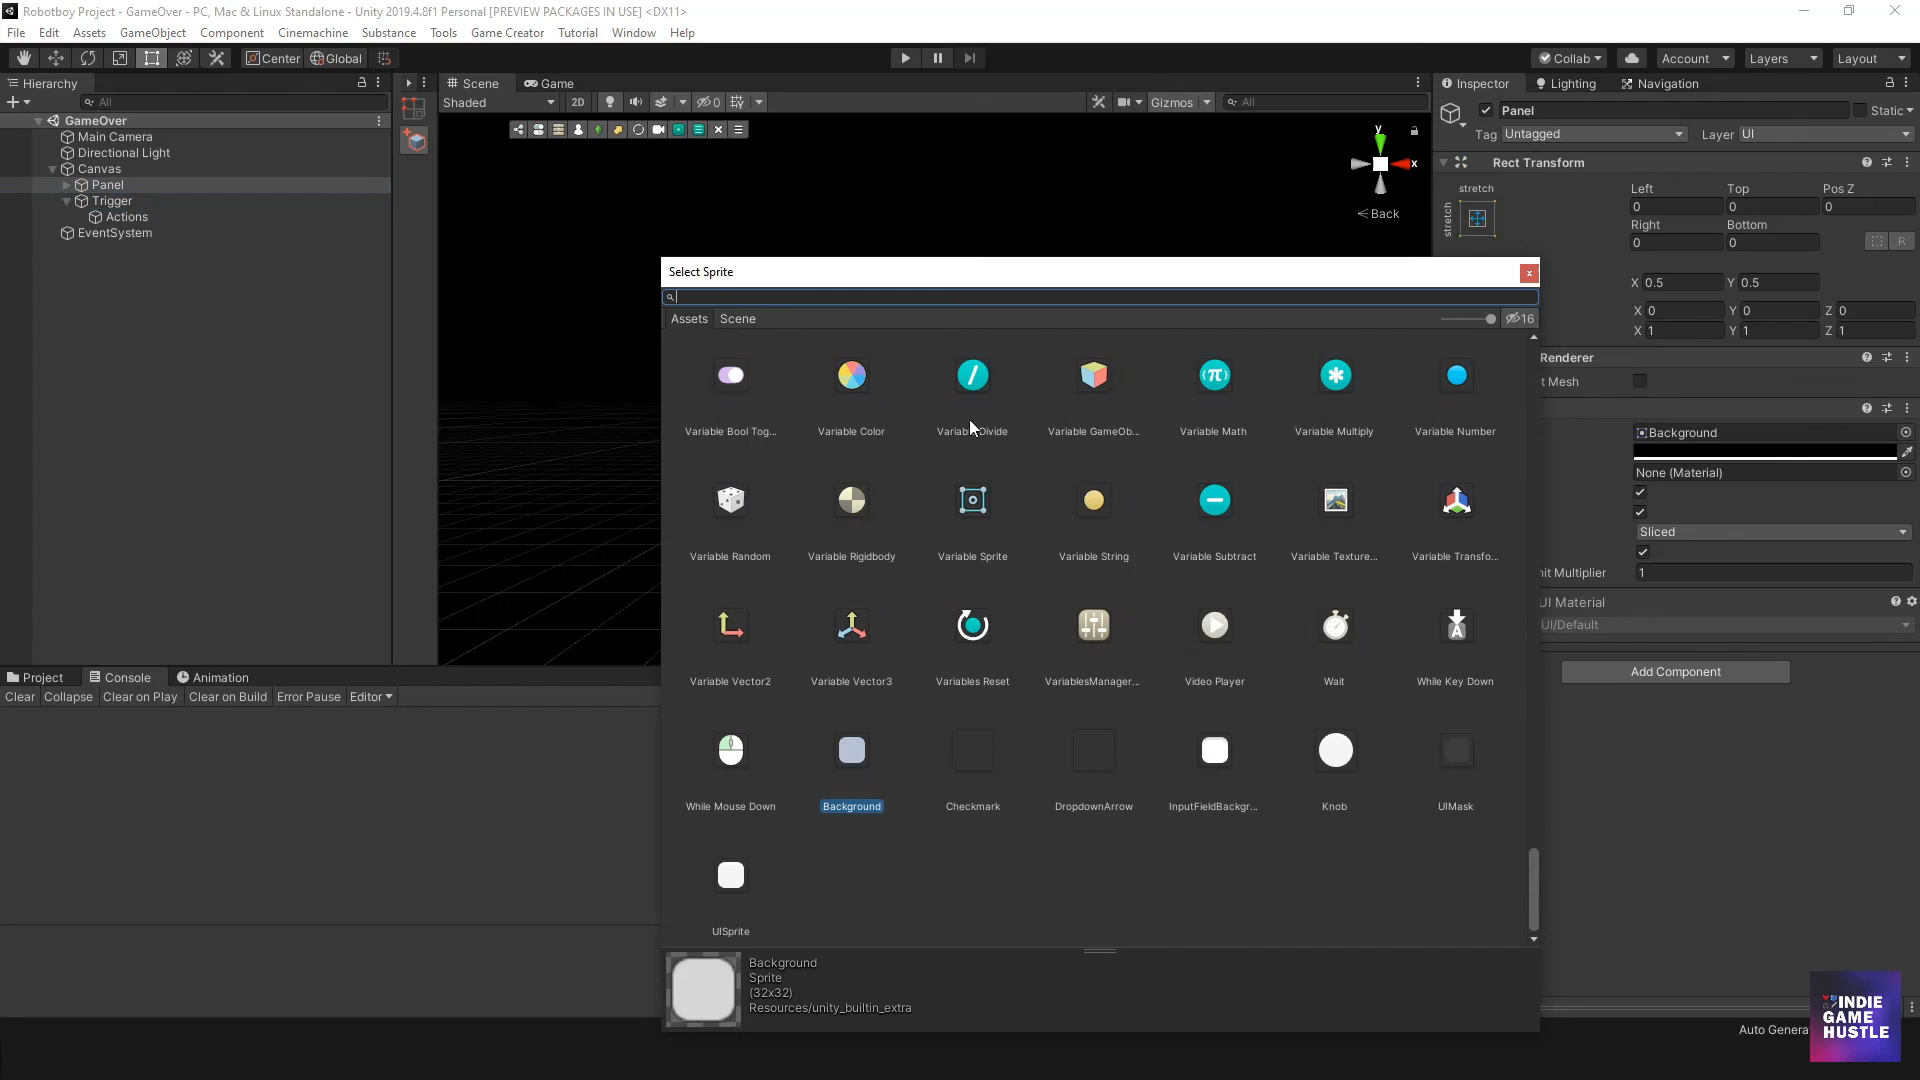 Robotboy Project - GameOver - PC, Mac & Linux Standalone - Unity 2019.4.8f1 Personal [PREVIEW PACKAGES IN USE] <DX11>
File Edit Assets GameObject Component Cinemachine Substance Tools Game Creator Tutorial Window Help
Center Global Collab Account Layers Layout
Hierarchy Scene Game Inspector Lighting Navigation
All Shaded 2D 0 Gizmos All Panel Static
GameOver
Main Camera
Directional Light
Canvas
Panel
Trigger
Actions
EventSystem
y
x
Back
Tag Untagged Layer UI
Rect Transform
stretch Left Top Pos Z
stretch 0 0 0
Right Bottom
0 0 R
X 0.5 Y 0.5
X 0 Y 0 Z 0
X 1 Y 1 Z 1
Renderer
t Mesh
Background
None (Material)
Sliced
nit Multiplier 1
UI Material
UI/Default
Add Component
Select Sprite
x
Assets Scene 16
Variable Bool Tog... Variable Color Variable Divide Variable GameOb... Variable Math Variable Multiply Variable Number
Variable Random Variable Rigidbody Variable Sprite Variable String Variable Subtract Variable Texture... Variable Transfo...
Variable Vector2 Variable Vector3 Variables Reset VariablesManager... Video Player Wait While Key Down
While Mouse Down Background Checkmark DropdownArrow InputFieldBackgr... Knob UIMask
UISprite
Background
Sprite
(32x32)
Resources/unity_builtin_extra
Project Console Animation
Clear Collapse Clear on Play Clear on Build Error Pause Editor
Auto Genera
INDIE
GAME
HUSTLE